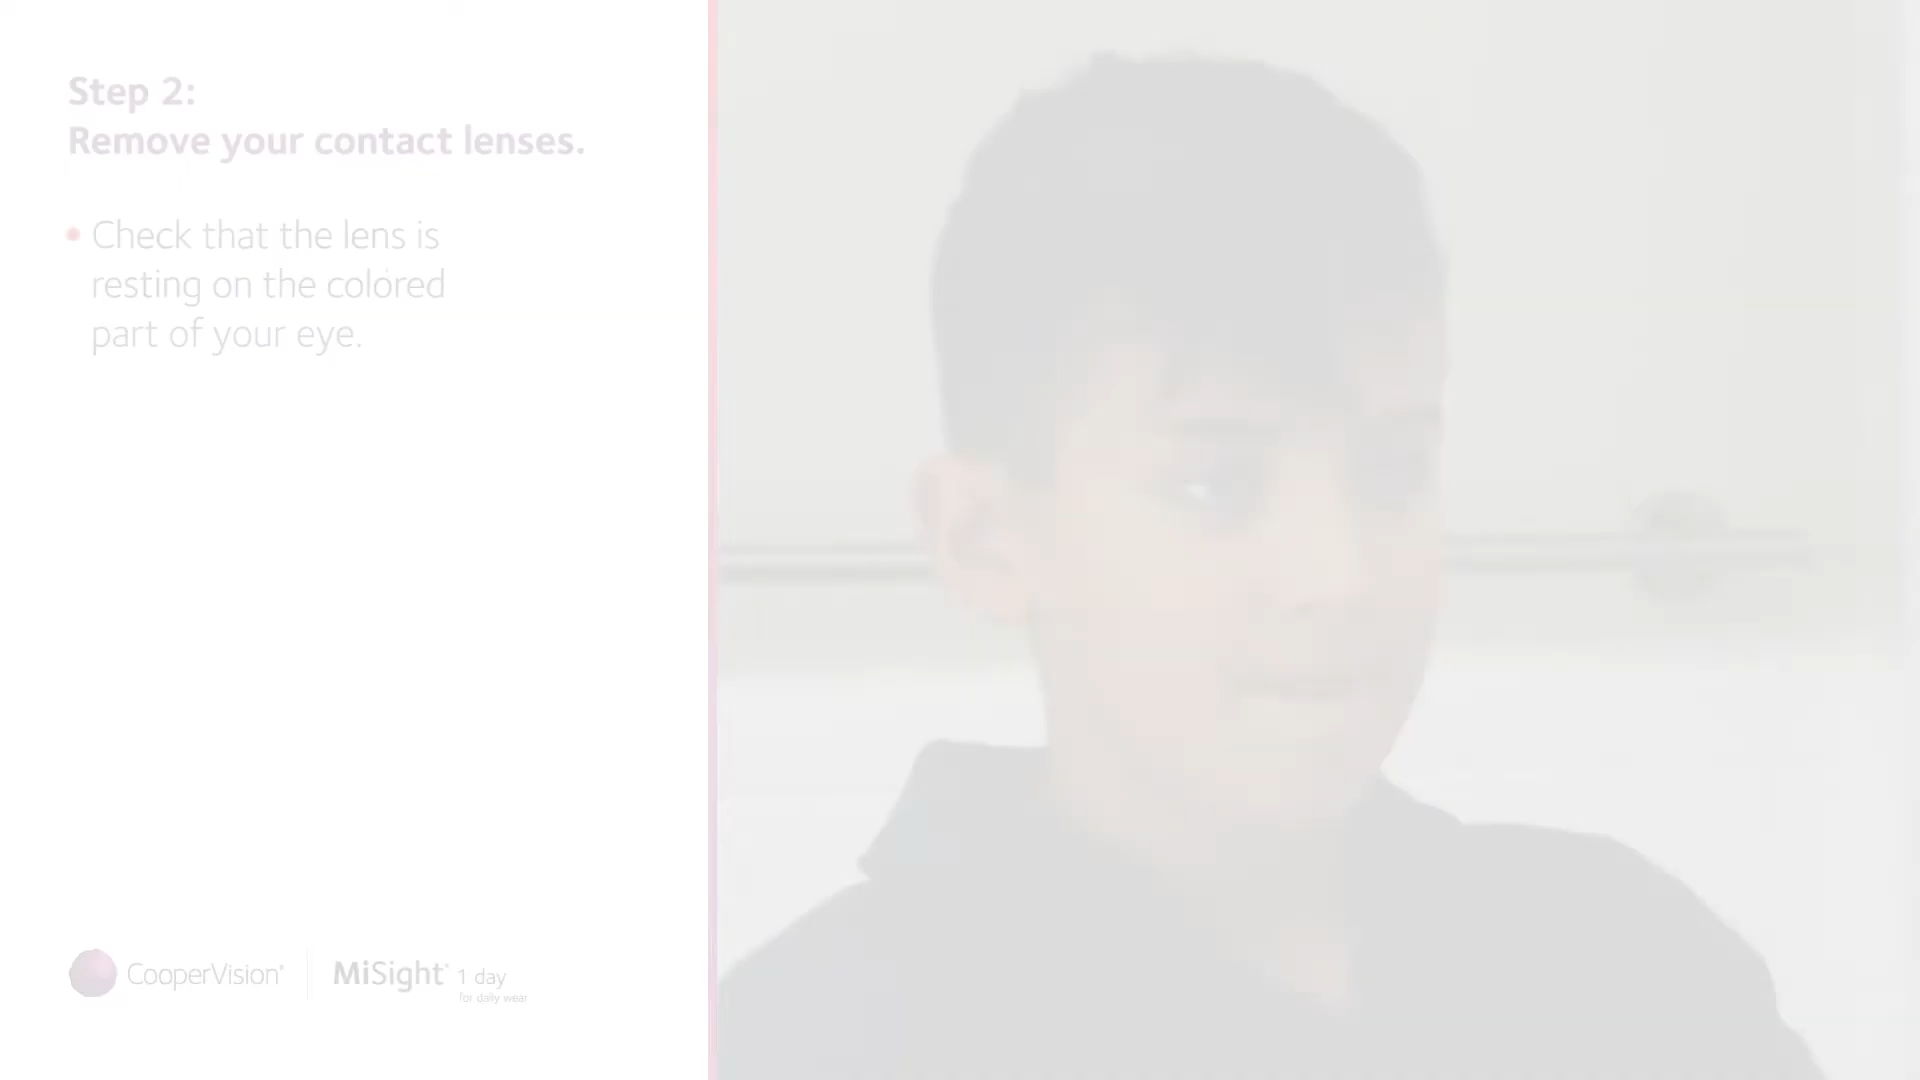 Step 2:
Remove your contact lenses.
• Check that the lens is
resting on the colored
part of your eye.
CooperVision®
MiSight™ 1 day
for daily wear